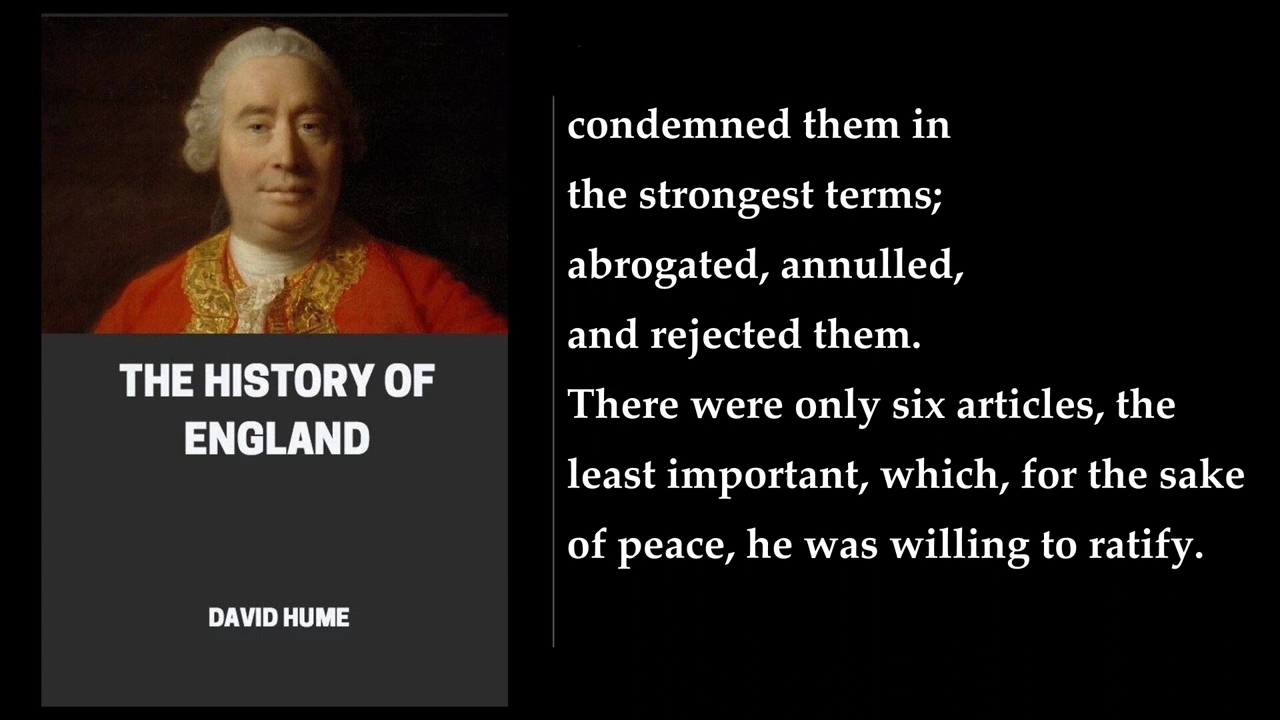 THE HISTORY OF
ENGLAND
DAVID HUME
condemned them in
the strongest terms;
abrogated, annulled,
and rejected them.
There were only six articles, the
least important, which, for the sake
of peace, he was willing to ratify.